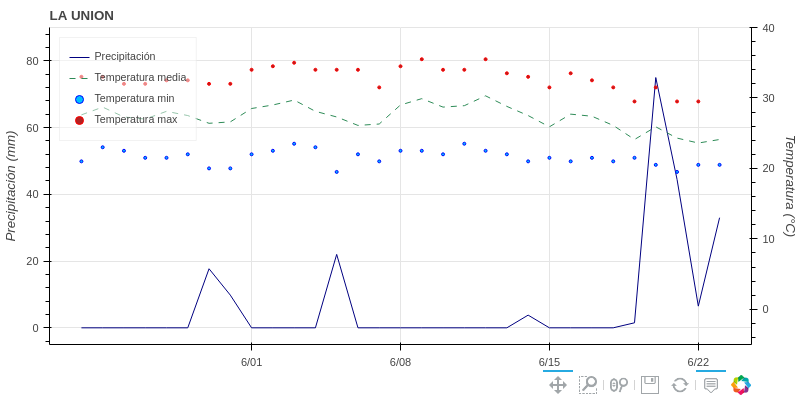 LA UNION
Precipitación
Temperatura media
Temperatura min
Temperatura max
Precipitación (mm)
80
60
40
20
0
Temperatura (°C)
40
30
20
10
0
6/01
6/08
6/15
6/22